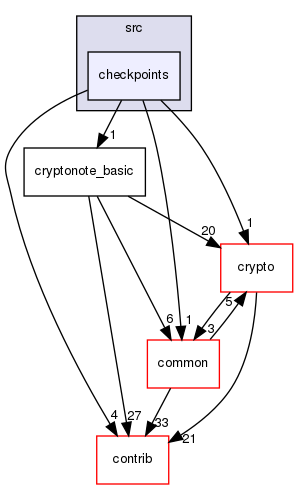 src
checkpoints
1
cryptonote_basic
20
1
crypto
6
1
5
3
common
4
27
33
21
contrib